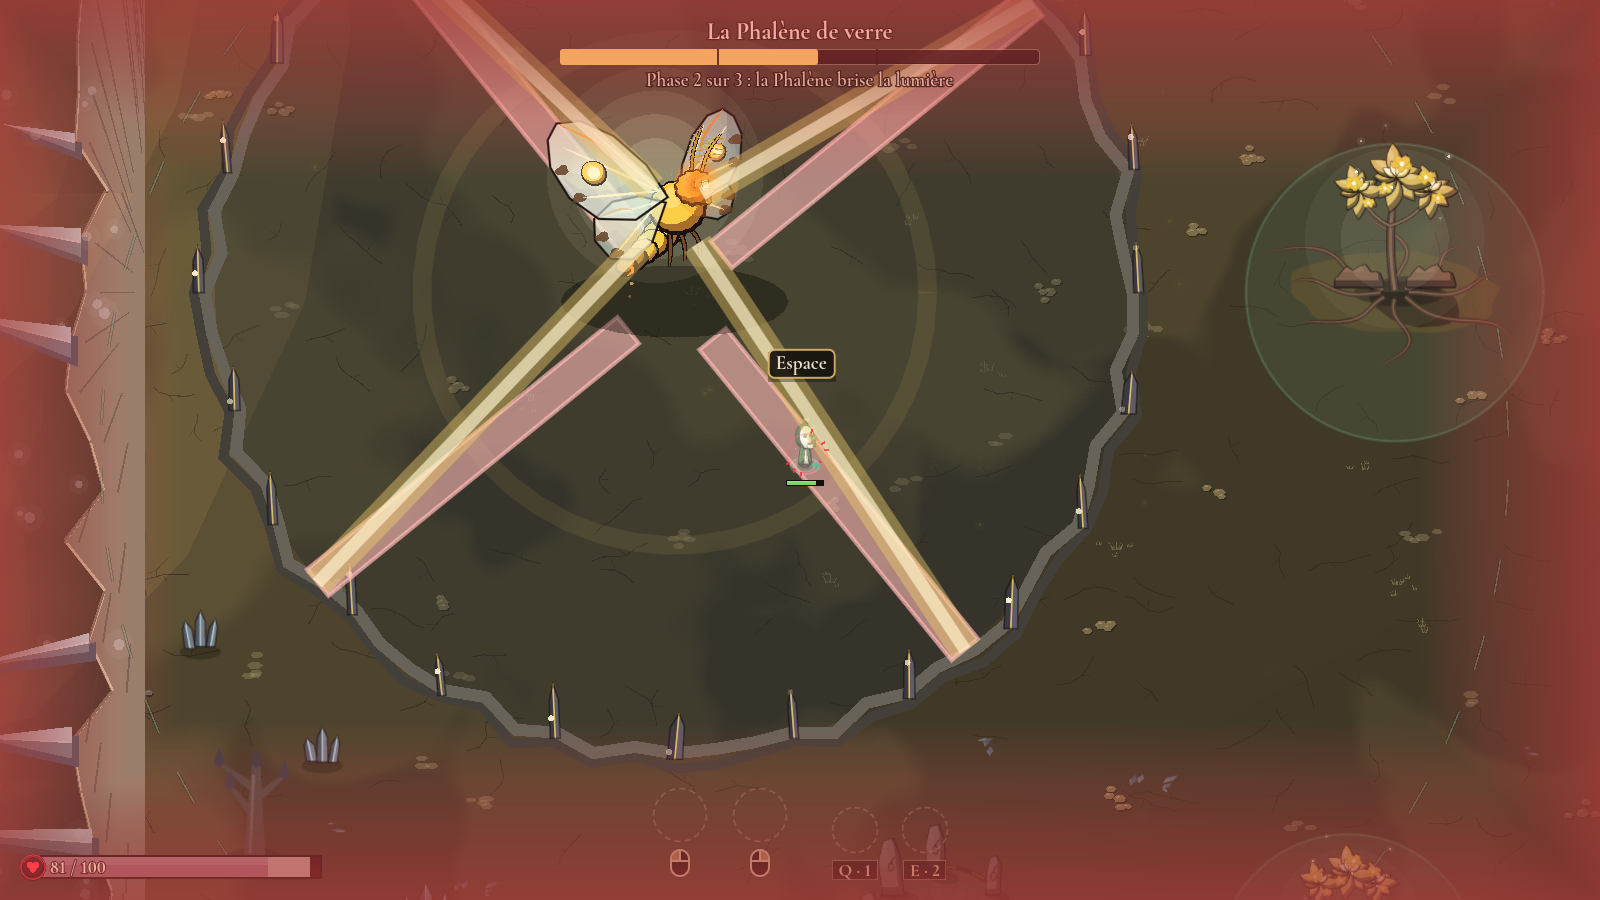 La Phalène de verre
Phase 2 sur 3 : la Phalène brise la lumière
Espace
81 / 100
Q · 1
E · 2